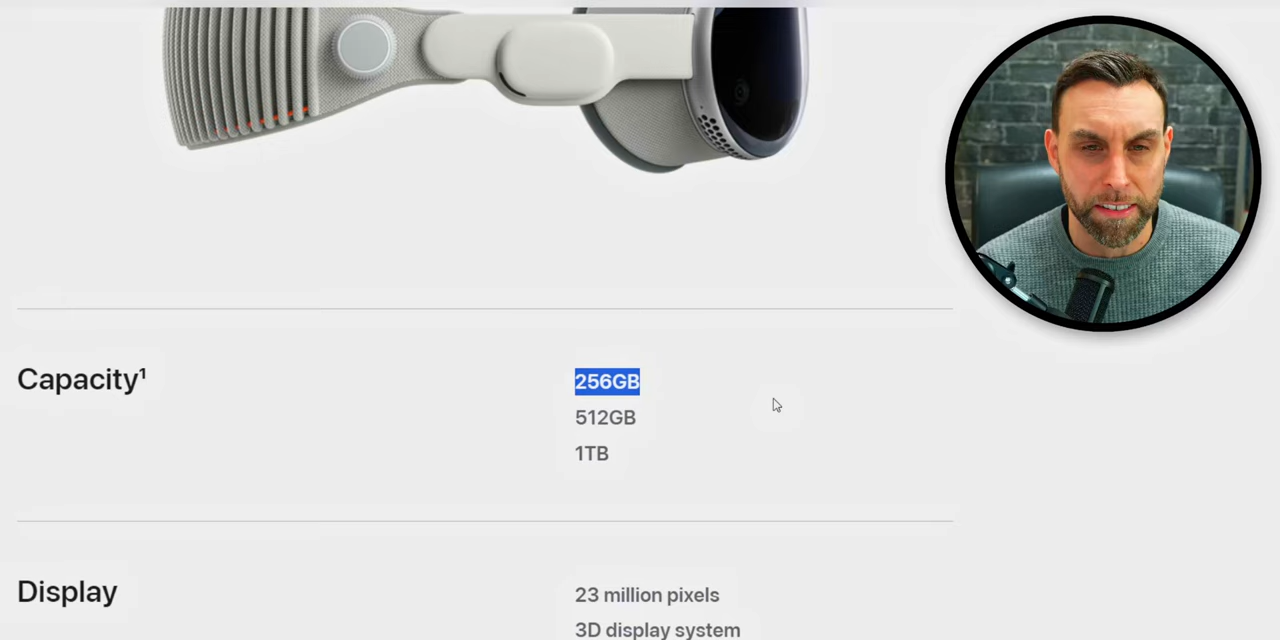 Capacity¹
256GB
512GB
1TB
Display
23 million pixels
3D display system